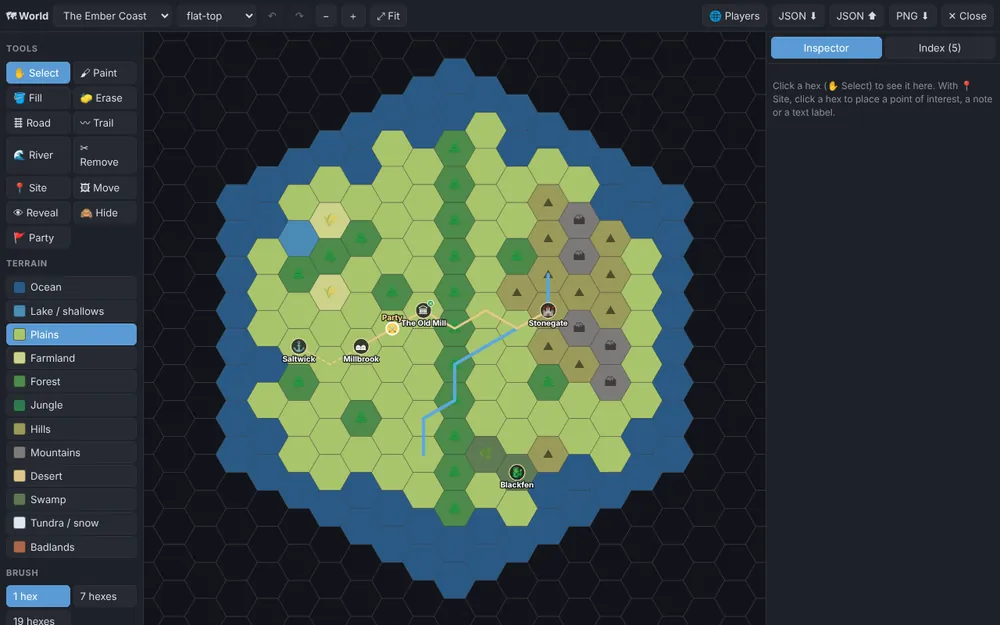 World
The Ember Coast
flat-top
−
+
Fit
Players
JSON ⬇
JSON ⬆
PNG ⬇
✕ Close
TOOLS
Select
Paint
Fill
Erase
Road
Trail
River
Remove
Site
Move
Reveal
Hide
Party
TERRAIN
Ocean
Lake / shallows
Plains
Farmland
Forest
Jungle
Hills
Mountains
Desert
Swamp
Tundra / snow
Badlands
BRUSH
1 hex
7 hexes
19 hexes
Party
The Old Mill
Stonegate
Saltwick
Millbrook
Blackfen
Inspector
Index (5)
Click a hex (✋ Select) to see it here. With 📍
Site, click a hex to place a point of interest, a note
or a text label.